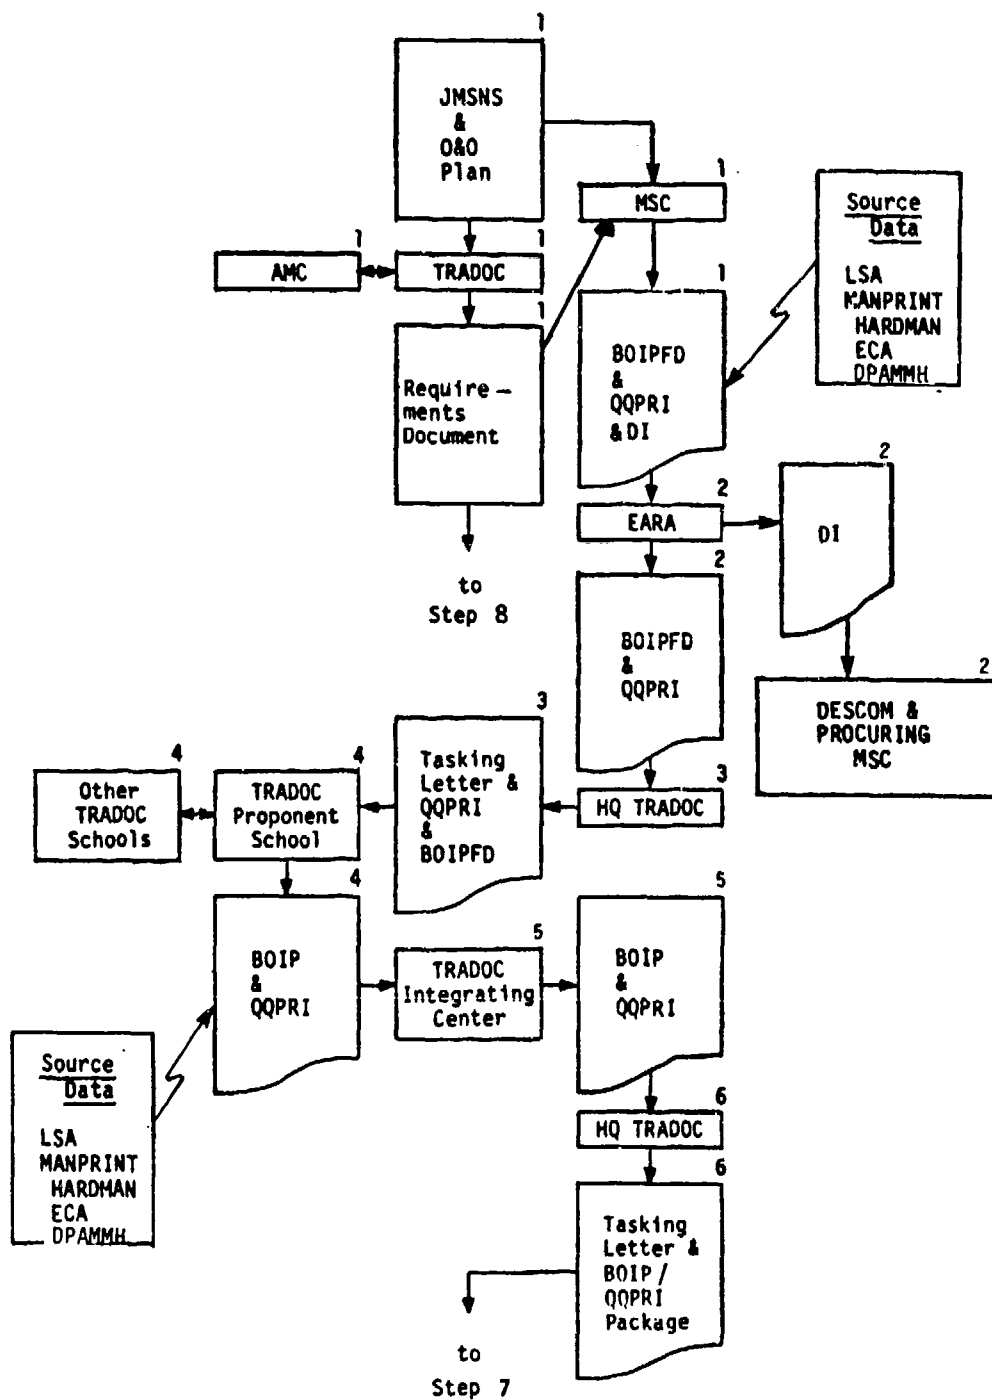 1
JMSNS
&
O&O
Plan
1
MSC
Source
Data
LSA
MANPRINT
HARDMAN
ECA
DPAMMH
1
AMC
1
TRADOC
1
BOIPFD
&
QQPRI
&DI
1
Require-
ments
Document
to
Step 8
2
EARA
2
DI
2
BOIPFD
&
QQPRI
2
DESCOM &
PROCURING
MSC
3
Tasking
Letter &
QQPRI
&
BOIPFD
3
HQ TRADOC
4
Other
TRADOC
Schools
4
TRADOC
Proponent
School
4
BOIP
&
QQPRI
5
TRADOC
Integrating
Center
5
BOIP
&
QQPRI
Source
Data
LSA
MANPRINT
HARDMAN
ECA
DPAMMH
6
HQ TRADOC
6
Tasking
Letter &
BOIP/
QQPRI
Package
to
Step 7